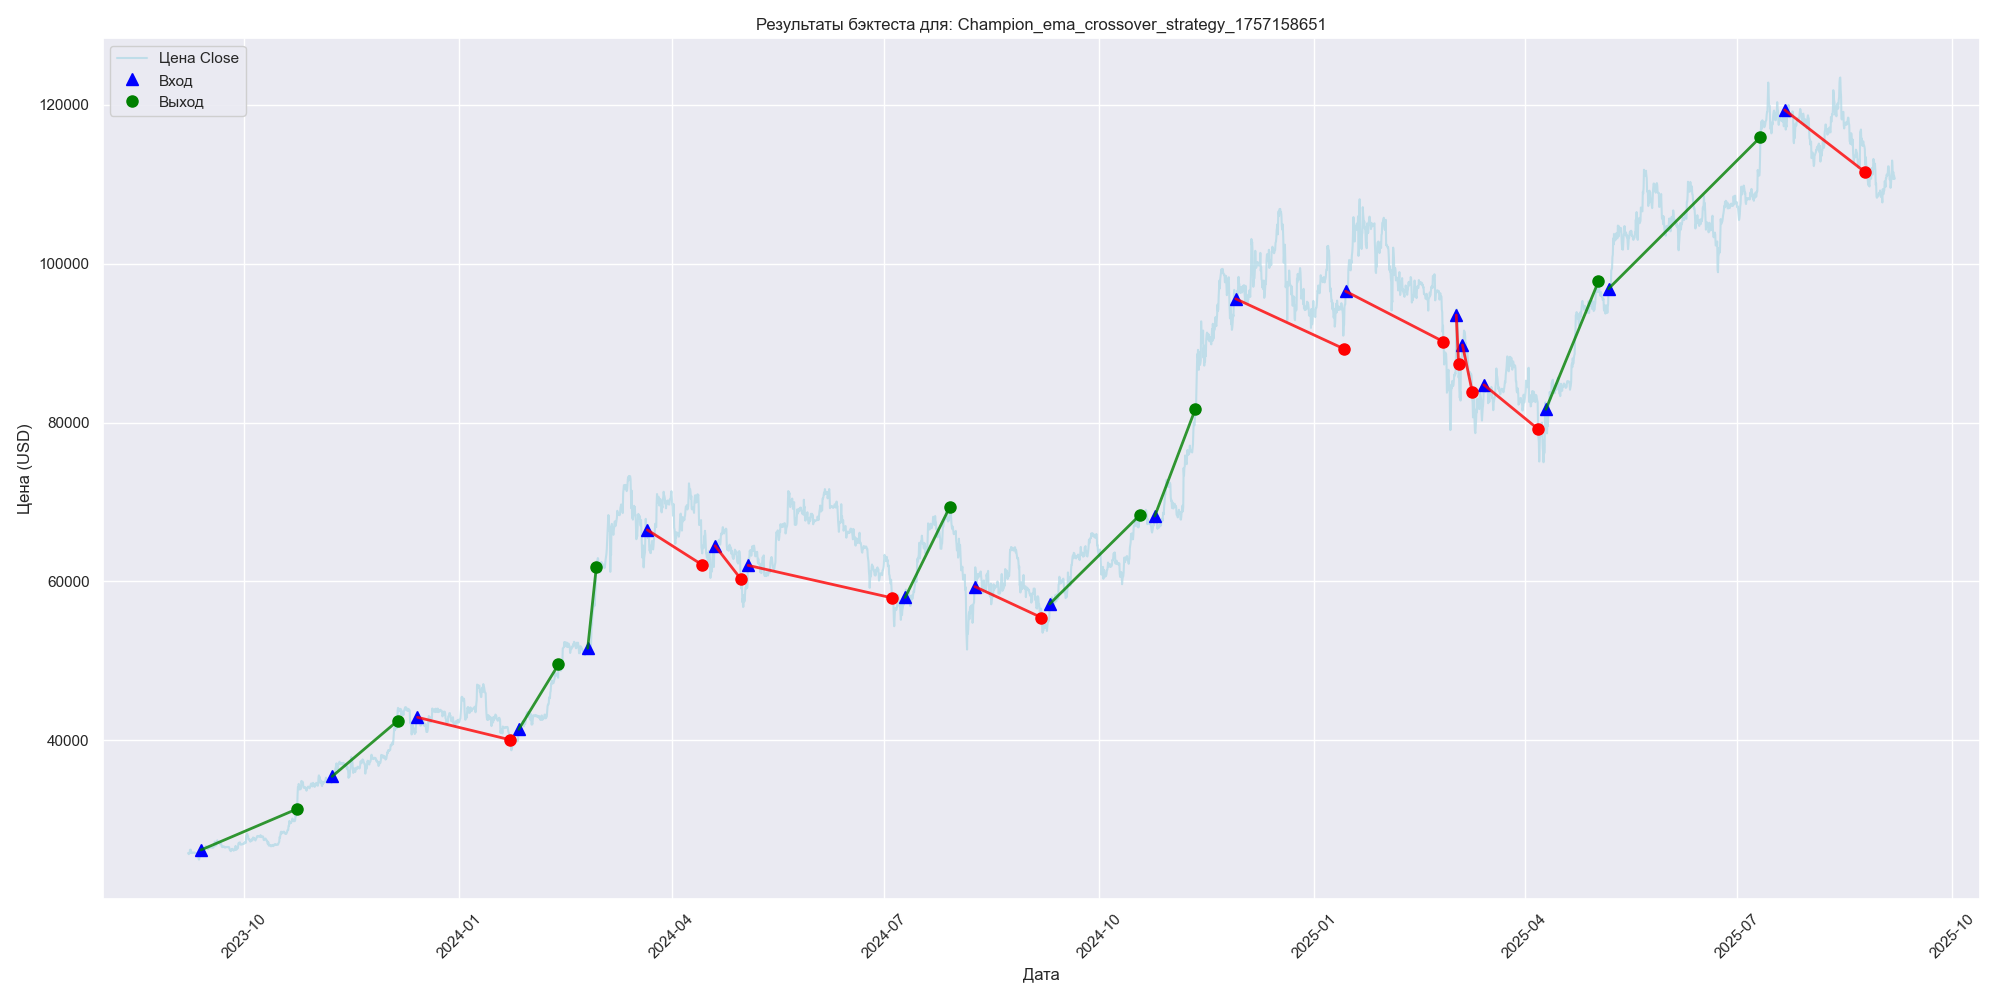 Результаты бэктеста для: Champion_ema_crossover_strategy_1757158651
Цена Close
Вход
Выход
120000
100000
80000
60000
40000
Цена (USD)
2023-10
2024-01
2024-04
2024-07
2024-10
2025-01
2025-04
2025-07
2025-10
Дата